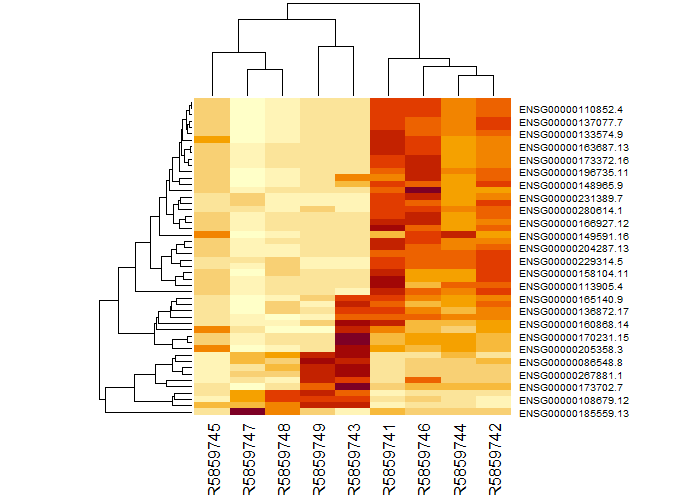 ENSG00000110852.4
ENSG00000137077.7
ENSG00000133574.9
ENSG00000163687.13
ENSG00000173372.16
ENSG00000196735.11
ENSG00000148965.9
ENSG00000231389.7
ENSG00000280614.1
ENSG00000166927.12
ENSG00000149591.16
ENSG00000204287.13
ENSG00000229314.5
ENSG00000158104.11
ENSG00000113905.4
ENSG00000165140.9
ENSG00000136872.17
ENSG00000160868.14
ENSG00000170231.15
ENSG00000205358.3
ENSG00000086548.8
ENSG00000267881.1
ENSG00000173702.7
ENSG00000108679.12
ENSG00000185559.13
R5859745
R5859747
R5859748
R5859749
R5859743
R5859741
R5859746
R5859744
R5859742